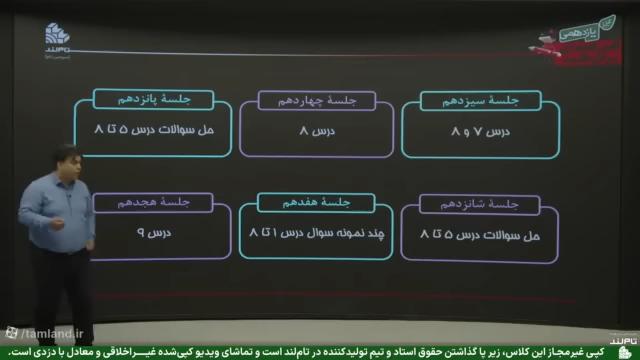 یازدهمی
تاملند
جلسهٔ سیزدهم
درس ۷ و ۸
جلسهٔ چهاردهم
درس ۸
جلسهٔ پانزدهم
حل سوالات درس ۵ تا ۸
جلسهٔ شانزدهم
حل سوالات درس ۵ تا ۸
جلسهٔ هفدهم
چند نمونه سوال درس ۱ تا ۸
جلسهٔ هجدهم
درس ۹
/tamland.ir
تاملند
کپی غیرمجاز این کلاس، زیر پا گذاشتن حقوق استاد و تیم تولیدکننده در تاملند است و تماشای ویدیو کپی‌شده غیـــراخلاقی و معادل با دزدی است.